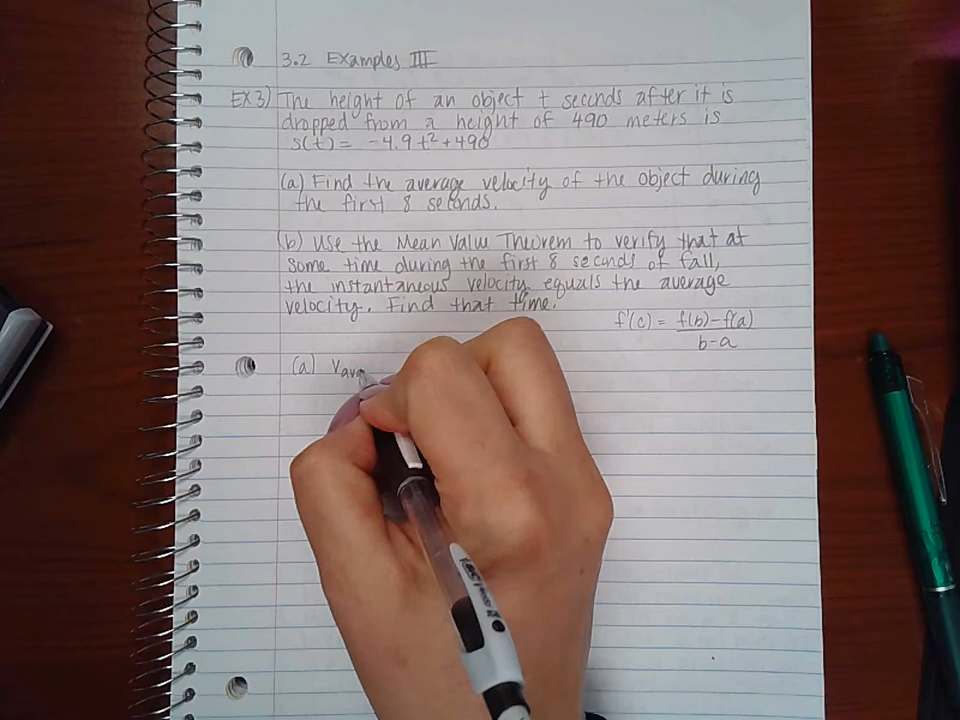 3.2 Examples III
EX 3) The height of an object t seconds after it is
dropped from a height of 490 meters is
s(t) = -4.9t²+490
(a) Find the average velocity of the object during
the first 8 seconds.
(b) Use the Mean Value Theorem to verify that at
some time during the first 8 seconds of fall,
the instantaneous velocity equals the average
velocity. Find that time.
f'(c) = f(b)-f(a)
b-a
(a) Vavg